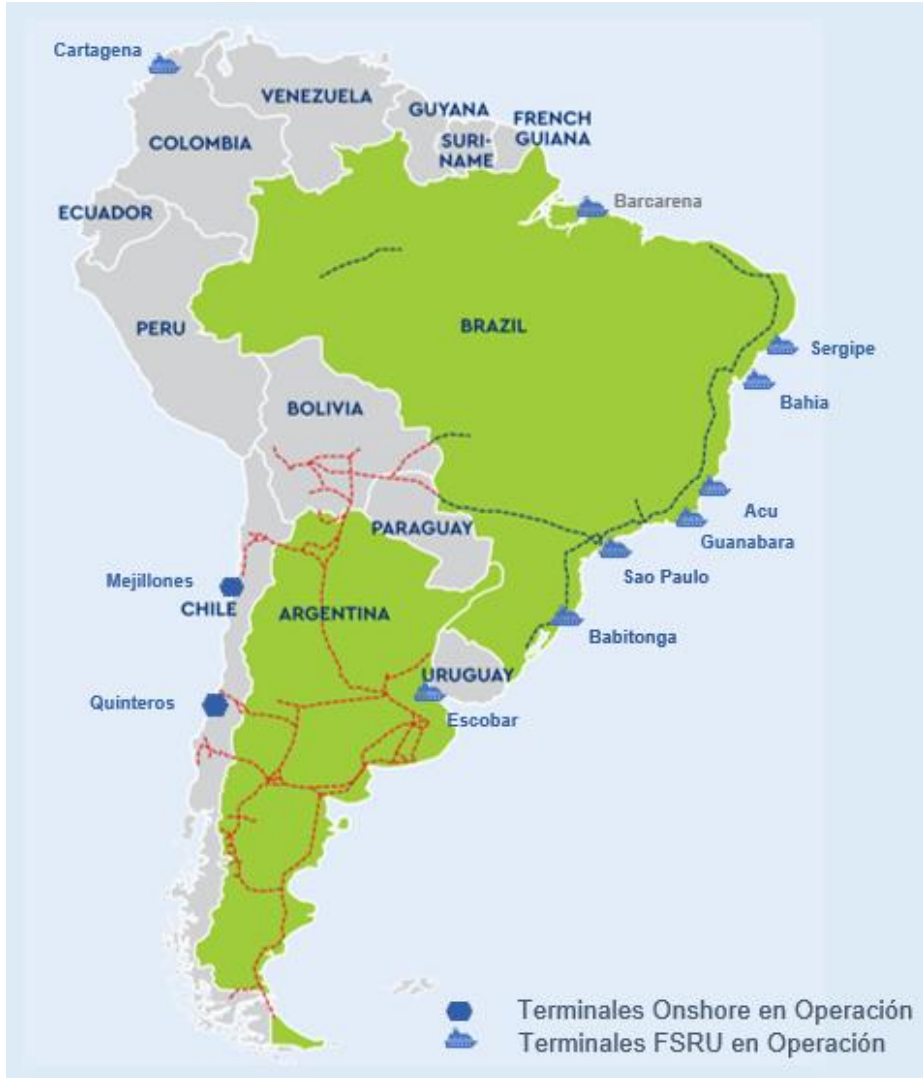 Cartagena
VENEZUELA
GUYANA
FRENCH
GUIANA
COLOMBIA
SURI-
NAME
ECUADOR
Barcarena
PERU
BRAZIL
Sergipe
BOLIVIA
Bahia
Acu
PARAGUAY
Guanabara
Mejillones
Sao Paulo
CHILE
ARGENTINA
Babitonga
URUGUAY
Quinteros
Escobar
Terminales Onshore en Operación
Terminales FSRU en Operación